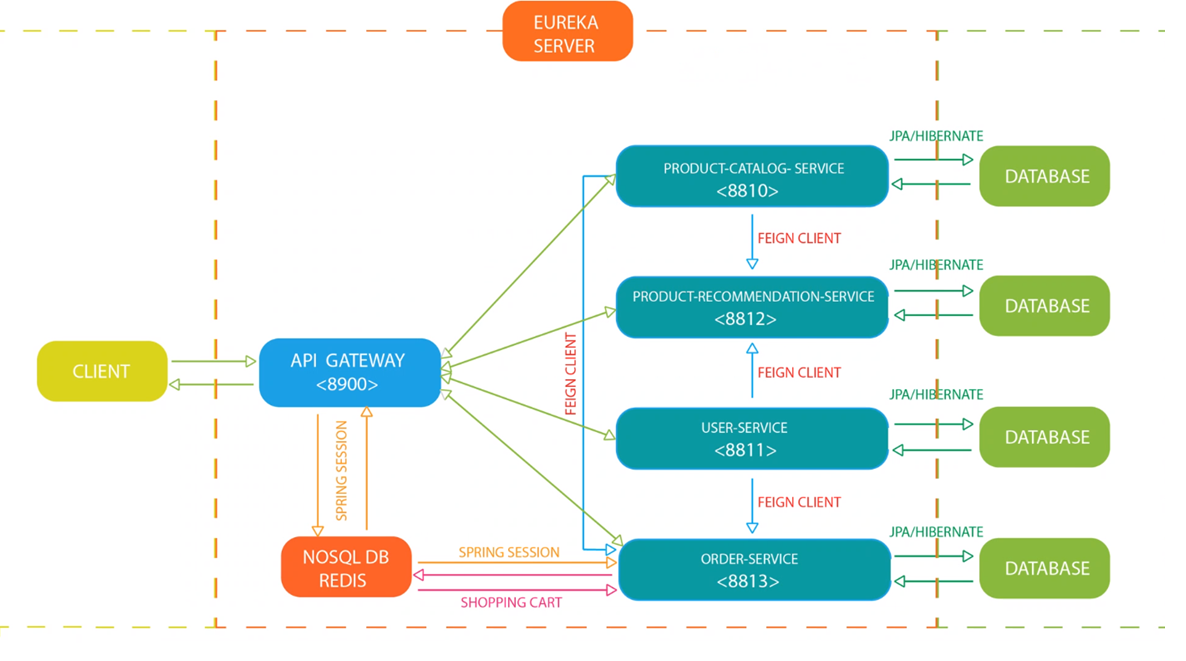 EUREKA
SERVER
JPA/HIBERNATE
PRODUCT-CATALOG- SERVICE
<8810>
DATABASE
FEIGN CLIENT
JPA/HIBERNATE
PRODUCT-RECOMMENDATION-SERVICE
<8812>
DATABASE
CLIENT
API GATEWAY
<8900>
FEIGN CLIENT
FEIGN CLIENT
JPA/HIBERNATE
USER-SERVICE
<8811>
DATABASE
SPRING SESSION
FEIGN CLIENT
JPA/HIBERNATE
NOSQL DB
REDIS
SPRING SESSION
SHOPPING CART
ORDER-SERVICE
<8813>
DATABASE